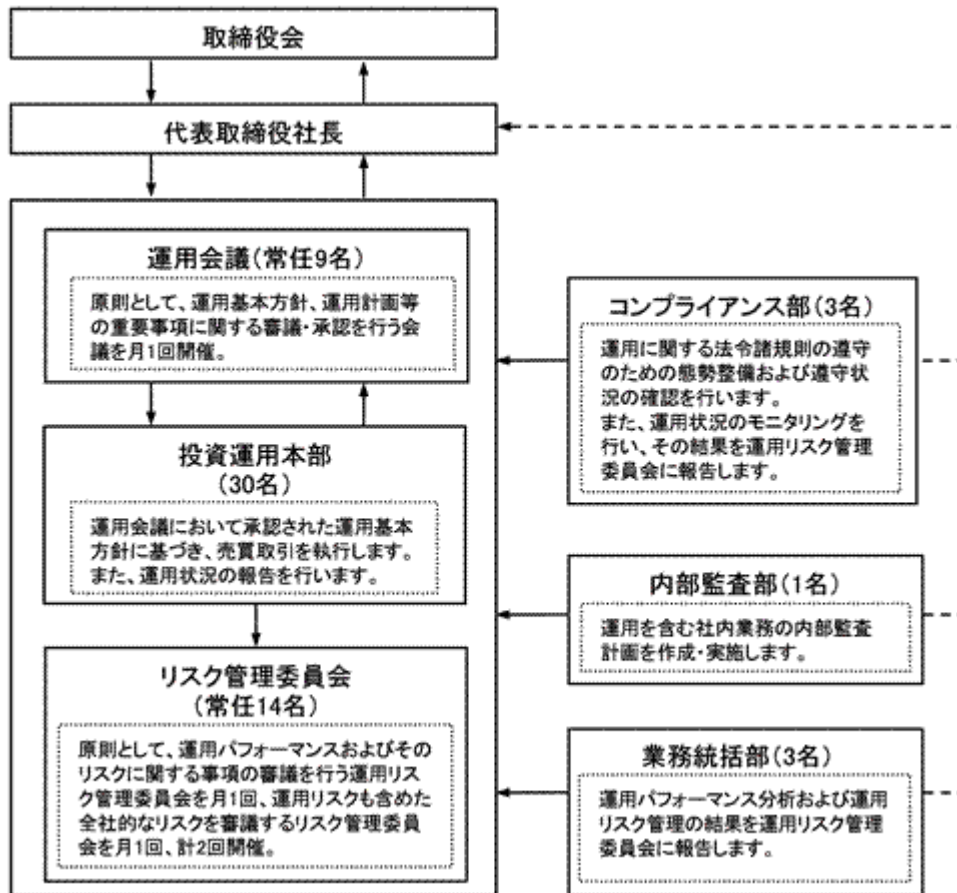 取締役会
代表取締役社長
運用会議(常任9名)
原則として、運用基本方針、運用計画等
の重要事項に関する審議・承認を行う会
議を月1回開催。
投資運用本部
(30名)
運用会議において承認された運用基本
方針に基づき、売買取引を執行します。
また、運用状況の報告を行います。
リスク管理委員会
(常任14名)
原則として、運用パフォーマンスおよびその
リスクに関する事項の審議を行う運用リス
ク管理委員会を月1回、運用リスクも含めた
全社的なリスクを審議するリスク管理委員
会を月1回、計2回開催。
コンプライアンス部(3名)
運用に関する法令諸規則の遵守
のための態勢整備および遵守状
況の確認を行います。
また、運用状況のモニタリングを
行い、その結果を運用リスク管理
委員会に報告します。
内部監査部(1名)
運用を含む社内業務の内部監査
計画を作成・実施します。
業務統括部(3名)
運用パフォーマンス分析および運用
リスク管理の結果を運用リスク管理
委員会に報告します。